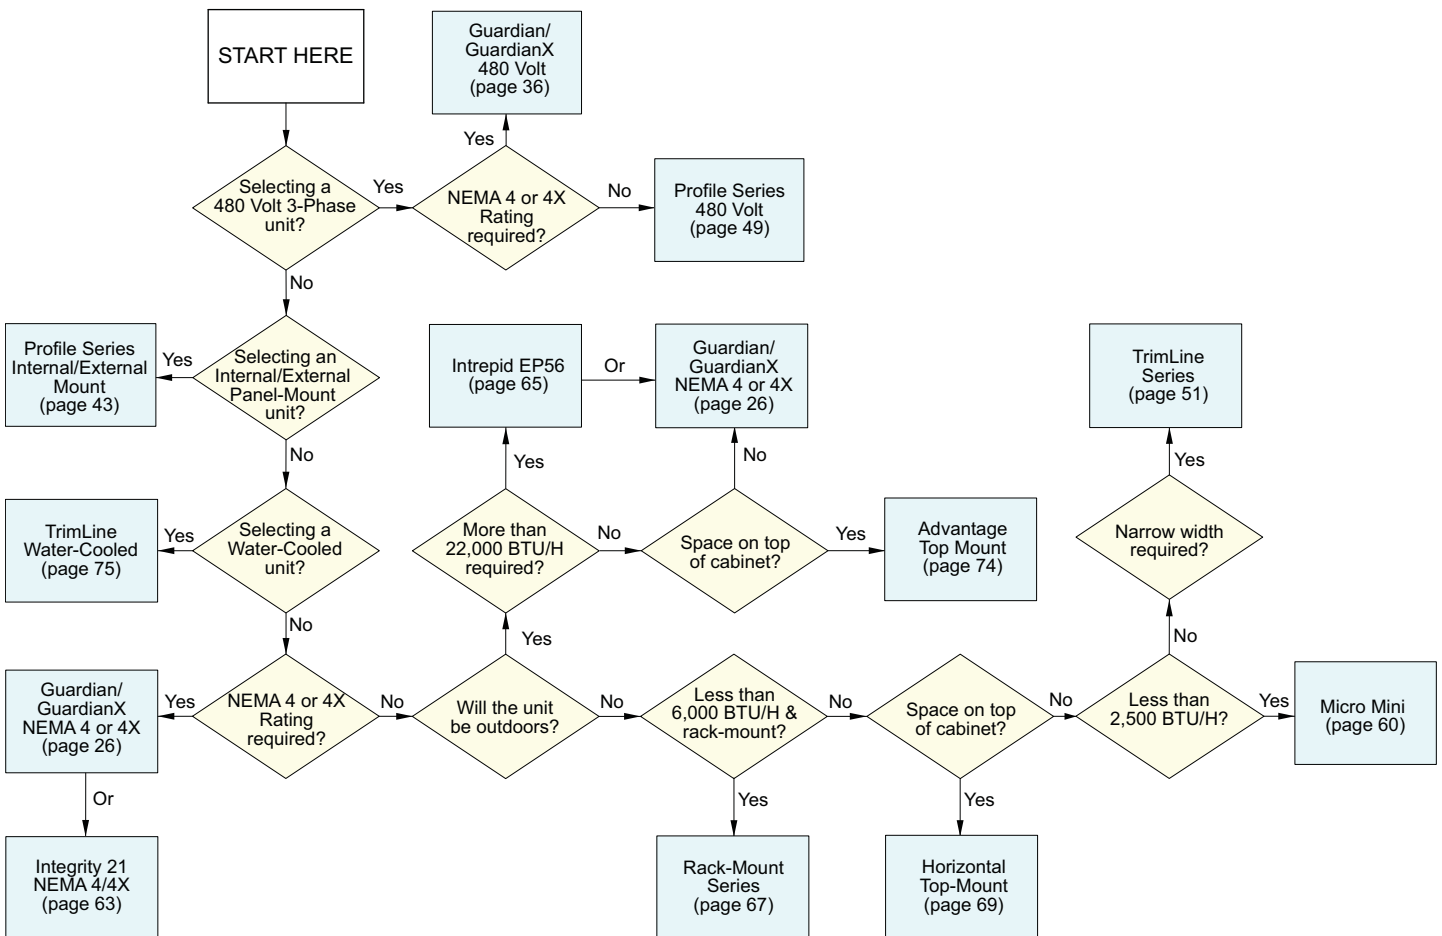 START HERE
Guardian/
GuardianX
480 Volt
(page 36)
Yes
Selecting a
480 Volt 3-Phase
unit?
Yes
NEMA 4 or 4X
Rating
required?
No
Profile Series
480 Volt
(page 49)
No
Profile Series
Internal/External
Mount
(page 43)
Yes
Selecting an
Internal/External
Panel-Mount
unit?
Intrepid EP56
(page 65)
Or
Guardian/
GuardianX
NEMA 4 or 4X
(page 26)
TrimLine
Series
(page 51)
No
Yes
No
Yes
TrimLine
Water-Cooled
(page 75)
Yes
Selecting a
Water-Cooled
unit?
More than
22,000 BTU/H
required?
No
Space on top
of cabinet?
Yes
Advantage
Top Mount
(page 74)
Narrow width
required?
No
Yes
No
Guardian/
GuardianX
NEMA 4 or 4X
(page 26)
Yes
NEMA 4 or 4X
Rating
required?
No
Will the unit
be outdoors?
No
Less than
6,000 BTU/H &
rack-mount?
No
Space on top
of cabinet?
No
Less than
2,500 BTU/H?
Yes
Micro Mini
(page 60)
Or
Yes
Yes
Integrity 21
NEMA 4/4X
(page 63)
Rack-Mount
Series
(page 67)
Horizontal
Top-Mount
(page 69)